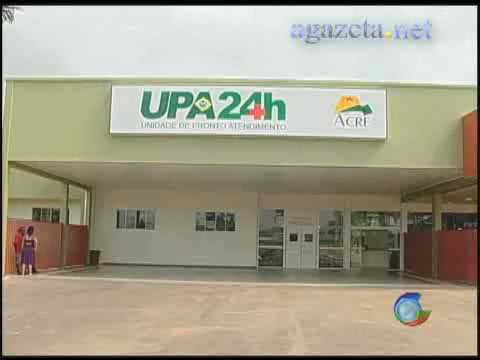 agazeta.net
UPA24h
UNIDADE DE PRONTO ATENDIMENTO
ACRE